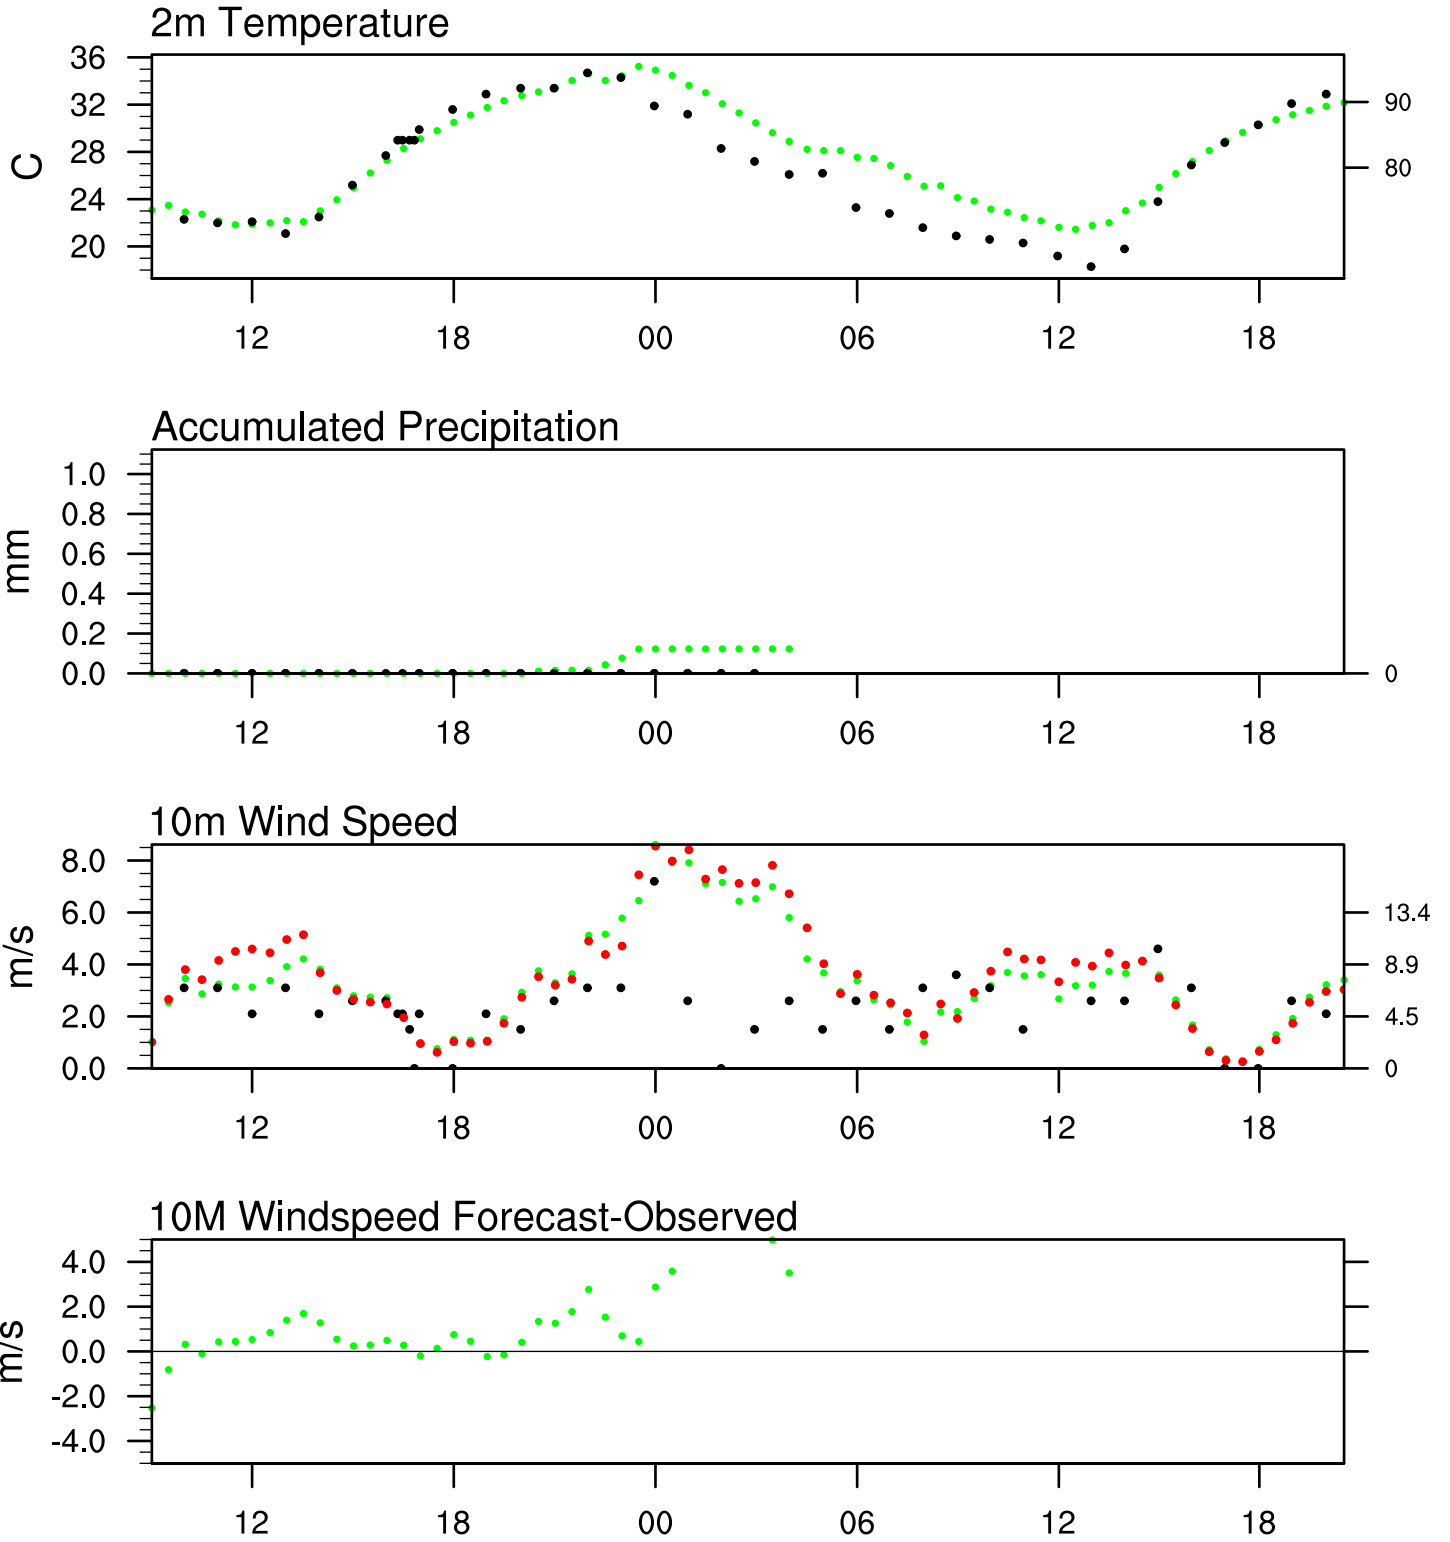 2m Temperature
36
32
28
24
20
C
90
80
12 18 00 06 12 18
Accumulated Precipitation
1.0
0.8
0.6
0.4
0.2
0.0
mm
0
12 18 00 06 12 18
10m Wind Speed
8.0
6.0
4.0
2.0
0.0
m/s
13.4
8.9
4.5
0
12 18 00 06 12 18
10M Windspeed Forecast-Observed
4.0
2.0
0.0
-2.0
-4.0
m/s
12 18 00 06 12 18